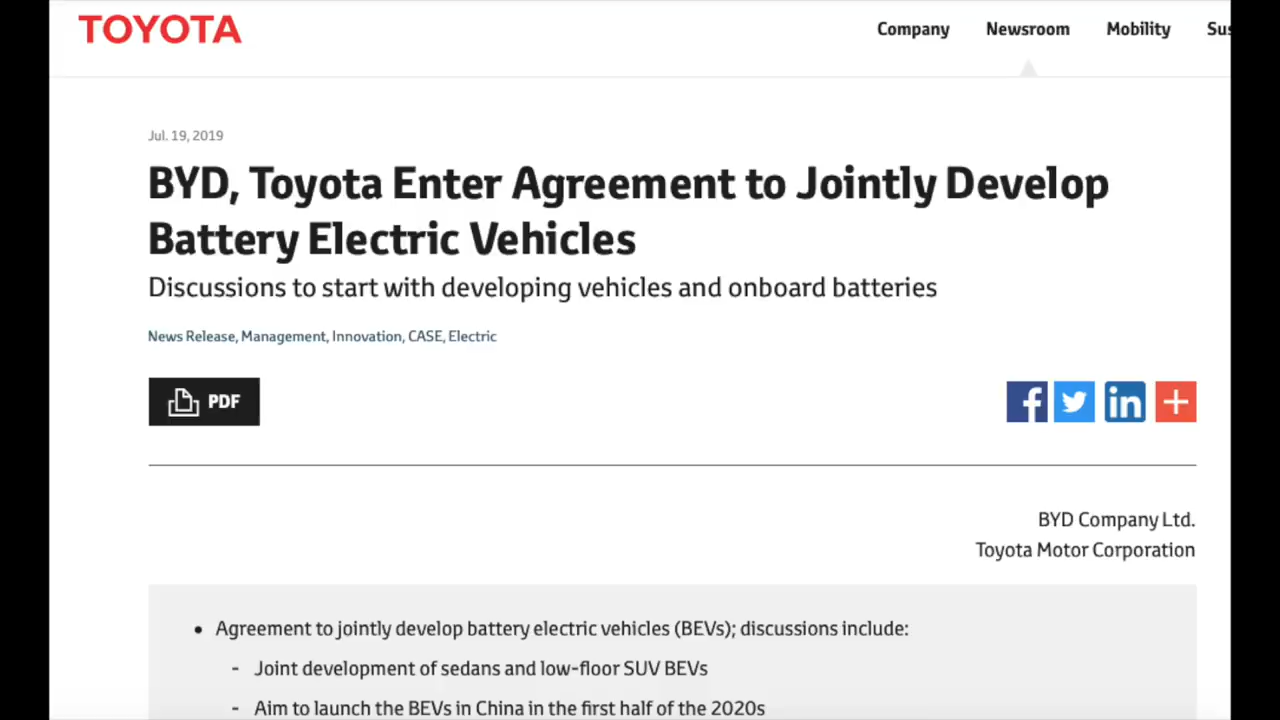 TOYOTA
Company Newsroom Mobility Sus
Jul. 19, 2019
BYD, Toyota Enter Agreement to Jointly Develop
Battery Electric Vehicles
Discussions to start with developing vehicles and onboard batteries
News Release, Management, Innovation, CASE, Electric
PDF
BYD Company Ltd.
Toyota Motor Corporation
• Agreement to jointly develop battery electric vehicles (BEVs); discussions include:
- Joint development of sedans and low-floor SUV BEVs
- Aim to launch the BEVs in China in the first half of the 2020s